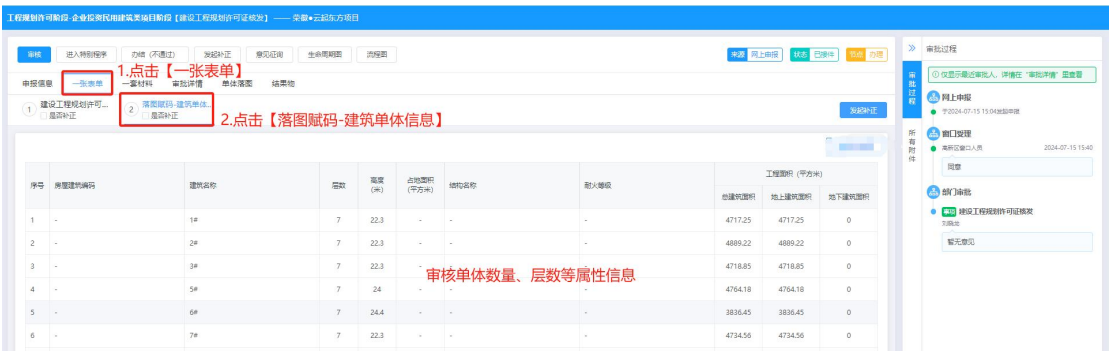 工程规划许可阶段-企业投资民用建筑类项目阶段【建设工程规划许可证核发】 —— 荣徽●云起东方项目
审核 进入特别程序 办结（不通过） 发起补正 意见征询 生命周期图 流程图
来源 网上申报 状态 已接件 节点 办理
申报信息 一张表单 一套材料 审批详情 单体落图 结果物
1.点击【一张表单】
1 建设工程规划许可... 是否补正
2 落图赋码-建筑单体... 是否补正
2.点击【落图赋码-建筑单体信息】
发起补正
序号 房屋建筑编码 建筑名称 层数 高度（米） 占地面积（平方米） 结构名称 耐火等级 工程面积（平方米）
总建筑面积 地上建筑面积 地下建筑面积
1 - 1# 7 22.3 - - - 4717.25 4717.25 0
2 - 2# 7 22.3 - - - 4889.22 4889.22 0
3 - 3# 7 22.3 - - - 4718.85 4718.85 0
审核单体数量、层数等属性信息
4 - 5# 7 24 - - - 4764.18 4764.18 0
5 - 6# 7 24.4 - - - 3836.45 3836.45 0
6 - 7# 7 22.3 - - - 4734.56 4734.56 0
审批过程
所有附件
审批过程
仅显示最近审批人，详情在“审批详情”里查看
网上申报
于2024-07-15 15:04发起申报
窗口受理
高新区窗口人员 2024-07-15 15:40
同意
部门审批
审核 建设工程规划许可证核发
暂无意见